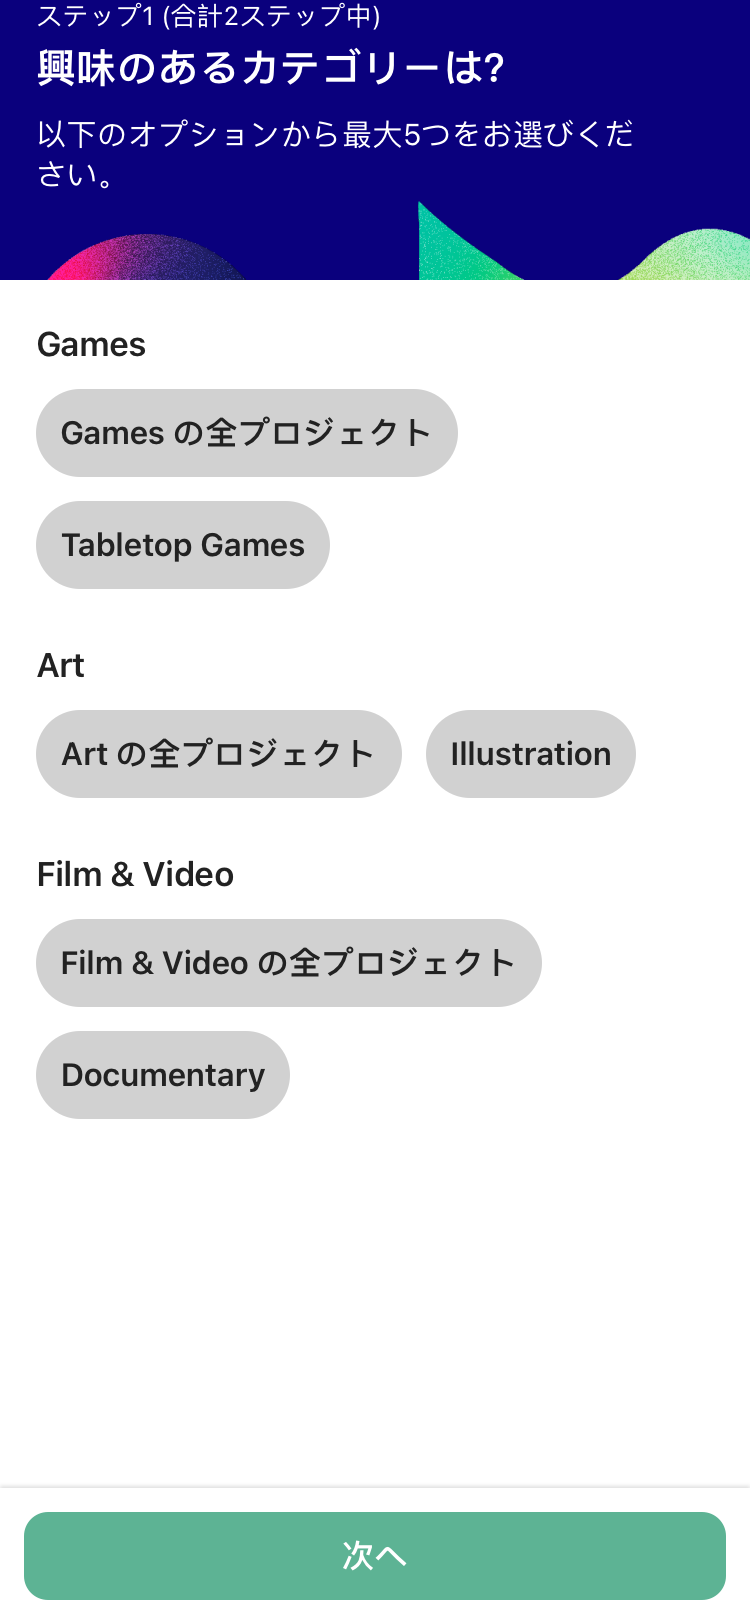 ステップ1 (合計2ステップ中)
興味のあるカテゴリーは?
以下のオプションから最大5つをお選びくだ
さい。
Games
Games の全プロジェクト
Tabletop Games
Art
Art の全プロジェクト
Illustration
Film & Video
Film & Video の全プロジェクト
Documentary
次へ